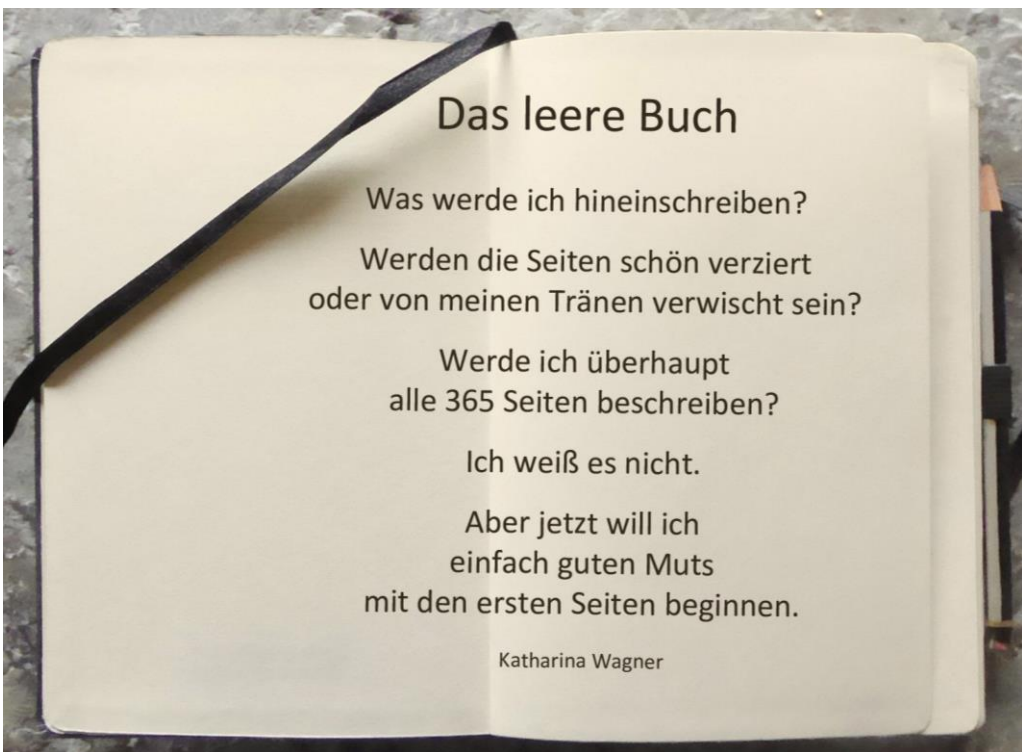 Das leere Buch
Was werde ich hineinschreiben?
Werden die Seiten schön verziert
oder von meinen Tränen verwischt sein?
Werde ich überhaupt
alle 365 Seiten beschreiben?
Ich weiß es nicht.
Aber jetzt will ich
einfach guten Muts
mit den ersten Seiten beginnen.
Katharina Wagner